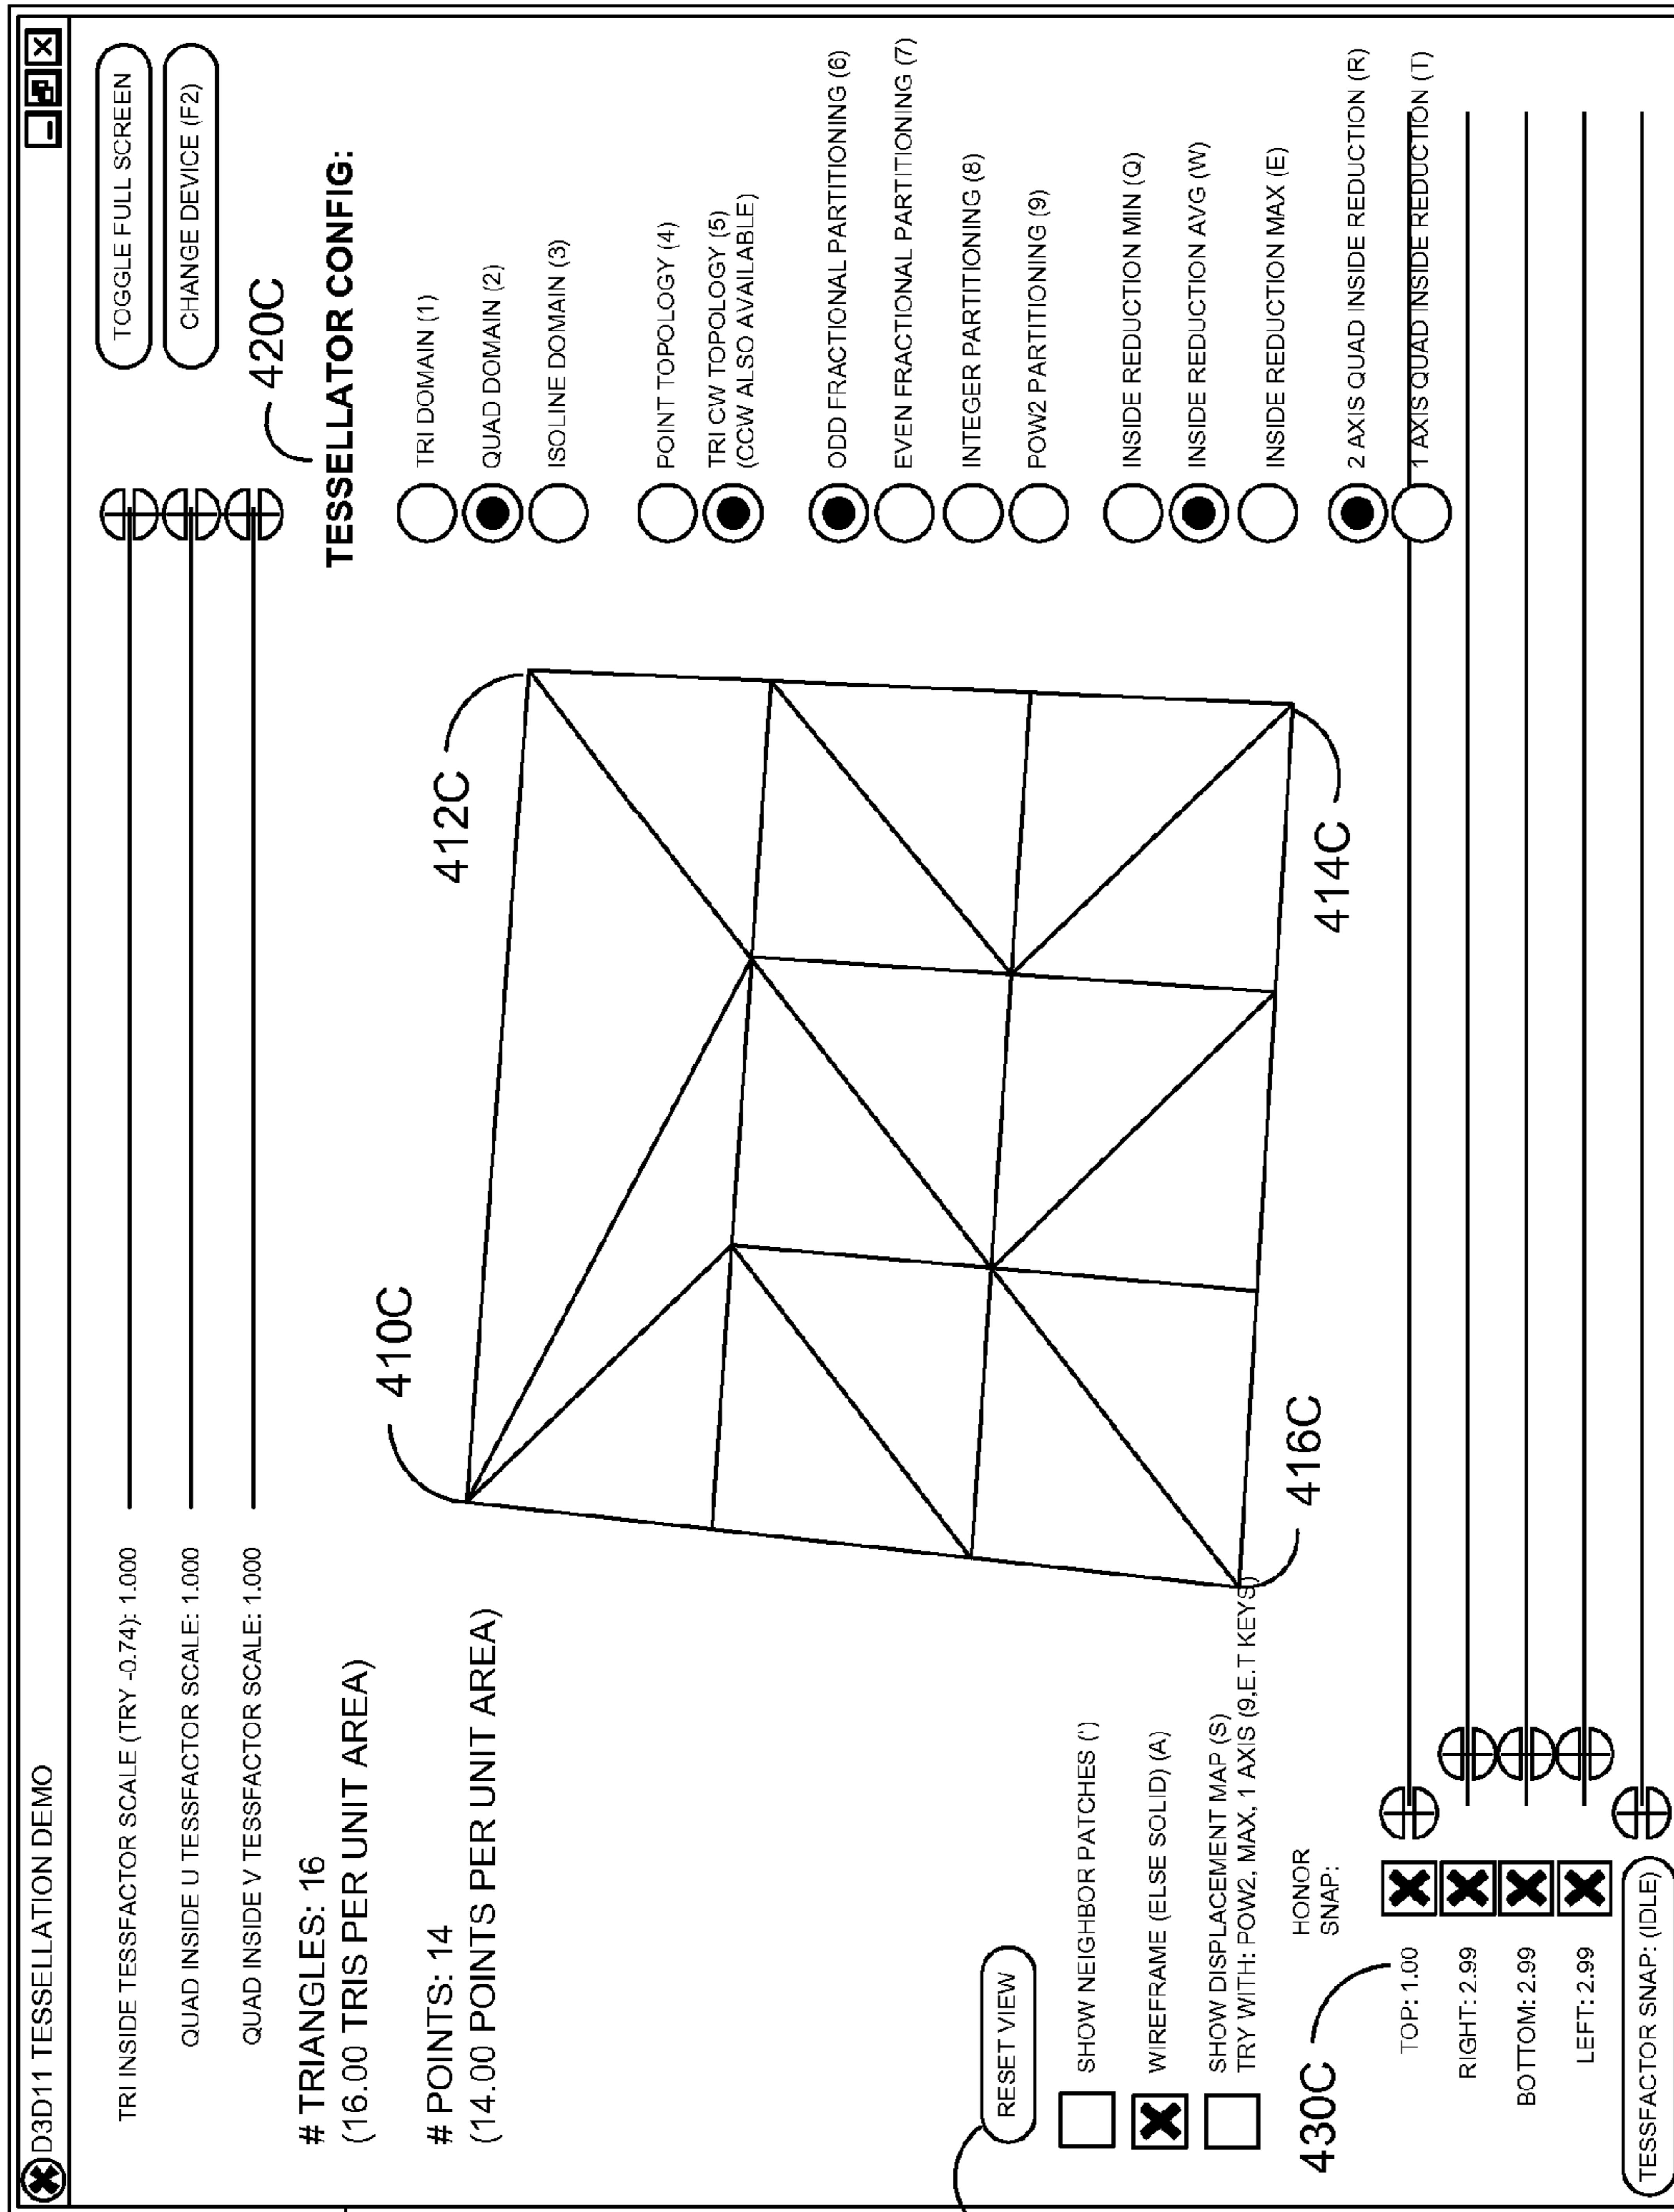 D3D11 TESSELLATION DEMO
TOGGLE FULL SCREEN
CHANGE DEVICE (F2)
TRI INSIDE TESSFACTOR SCALE (TRY -0.74): 1.000
QUAD INSIDE U TESSFACTOR SCALE: 1.000
QUAD INSIDE V TESSFACTOR SCALE: 1.000
# TRIANGLES: 16
(16.00 TRIS PER UNIT AREA)
# POINTS: 14
(14.00 POINTS PER UNIT AREA)
420C
TESSELLATOR CONFIG:
TRI DOMAIN (1)
QUAD DOMAIN (2)
ISOLINE DOMAIN (3)
POINT TOPOLOGY (4)
TRI CW TOPOLOGY (5)
(CCW ALSO AVAILABLE)
ODD FRACTIONAL PARTITIONING (6)
EVEN FRACTIONAL PARTITIONING (7)
INTEGER PARTITIONING (8)
POW2 PARTITIONING (9)
INSIDE REDUCTION MIN (Q)
INSIDE REDUCTION AVG (W)
INSIDE REDUCTION MAX (E)
2 AXIS QUAD INSIDE REDUCTION (R)
1 AXIS QUAD INSIDE REDUCTION (T)
410C
412C
414C
416C
RESET VIEW
SHOW NEIGHBOR PATCHES (')
WIREFRAME (ELSE SOLID) (A)
SHOW DISPLACEMENT MAP (S)
TRY WITH: POW2, MAX, 1 AXIS (9,E.T KEYS)
430C
HONOR
SNAP:
TOP: 1.00
RIGHT: 2.99
BOTTOM: 2.99
LEFT: 2.99
TESSFACTOR SNAP: (IDLE)